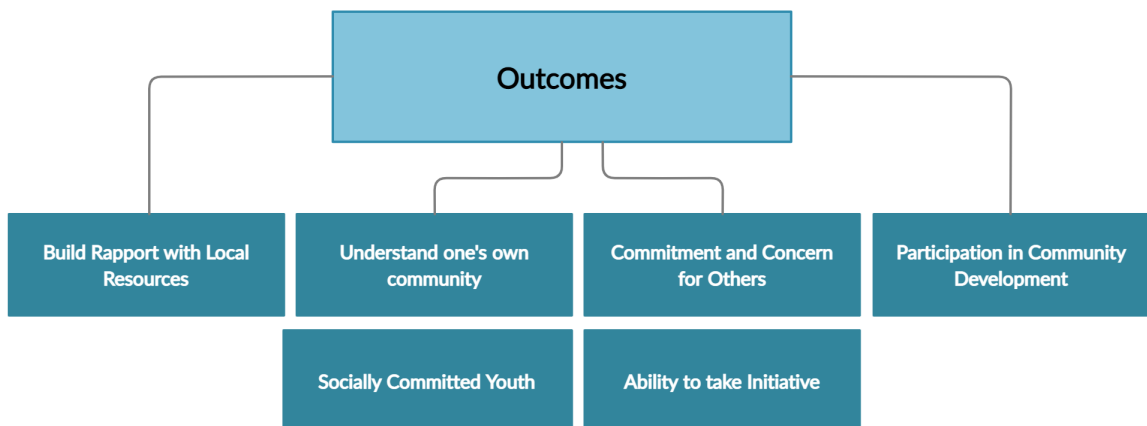 Outcomes
Build Rapport with Local
Resources
Understand one's own
community
Commitment and Concern
for Others
Participation in Community
Development
Socially Committed Youth
Ability to take Initiative